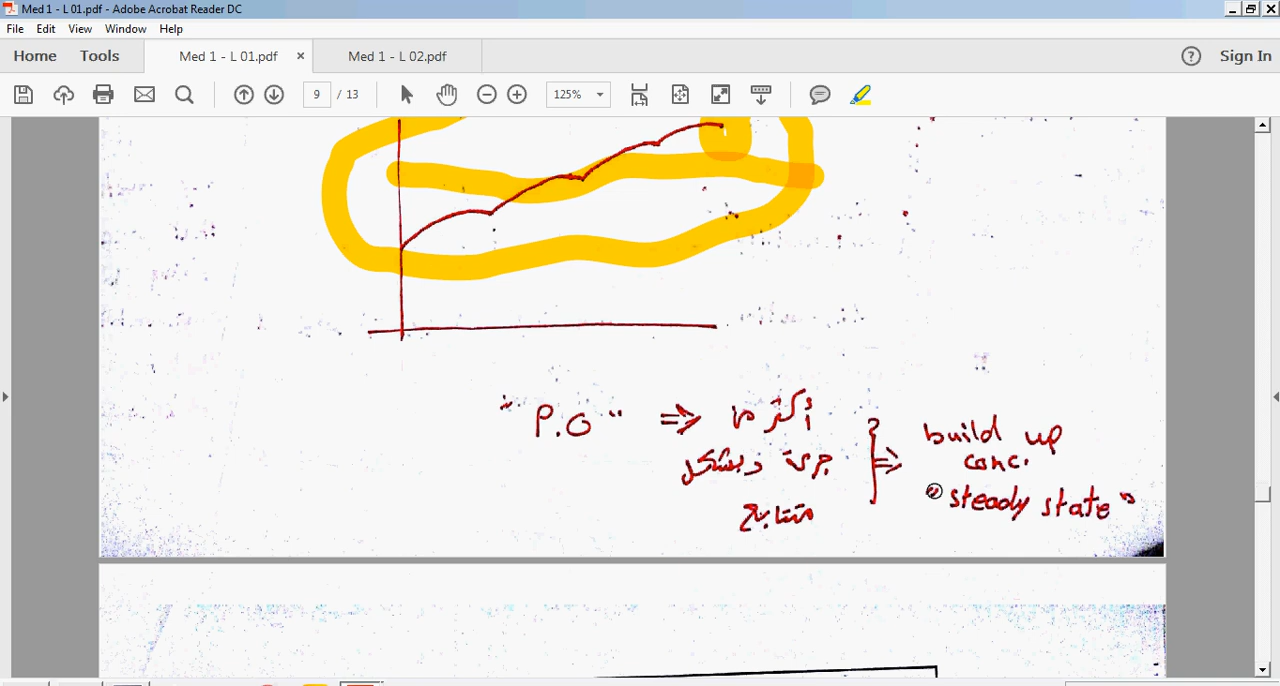 Med 1 - L 01.pdf - Adobe Acrobat Reader DC
File Edit View Window Help
Home Tools Med 1 - L 01.pdf × Med 1 - L 02.pdf ? Sign In
9 / 13 125%
" P.O " ⇒ أكثر من
جرعة وبشكل
متتابع
⇒ build up
conc.
"steady state"